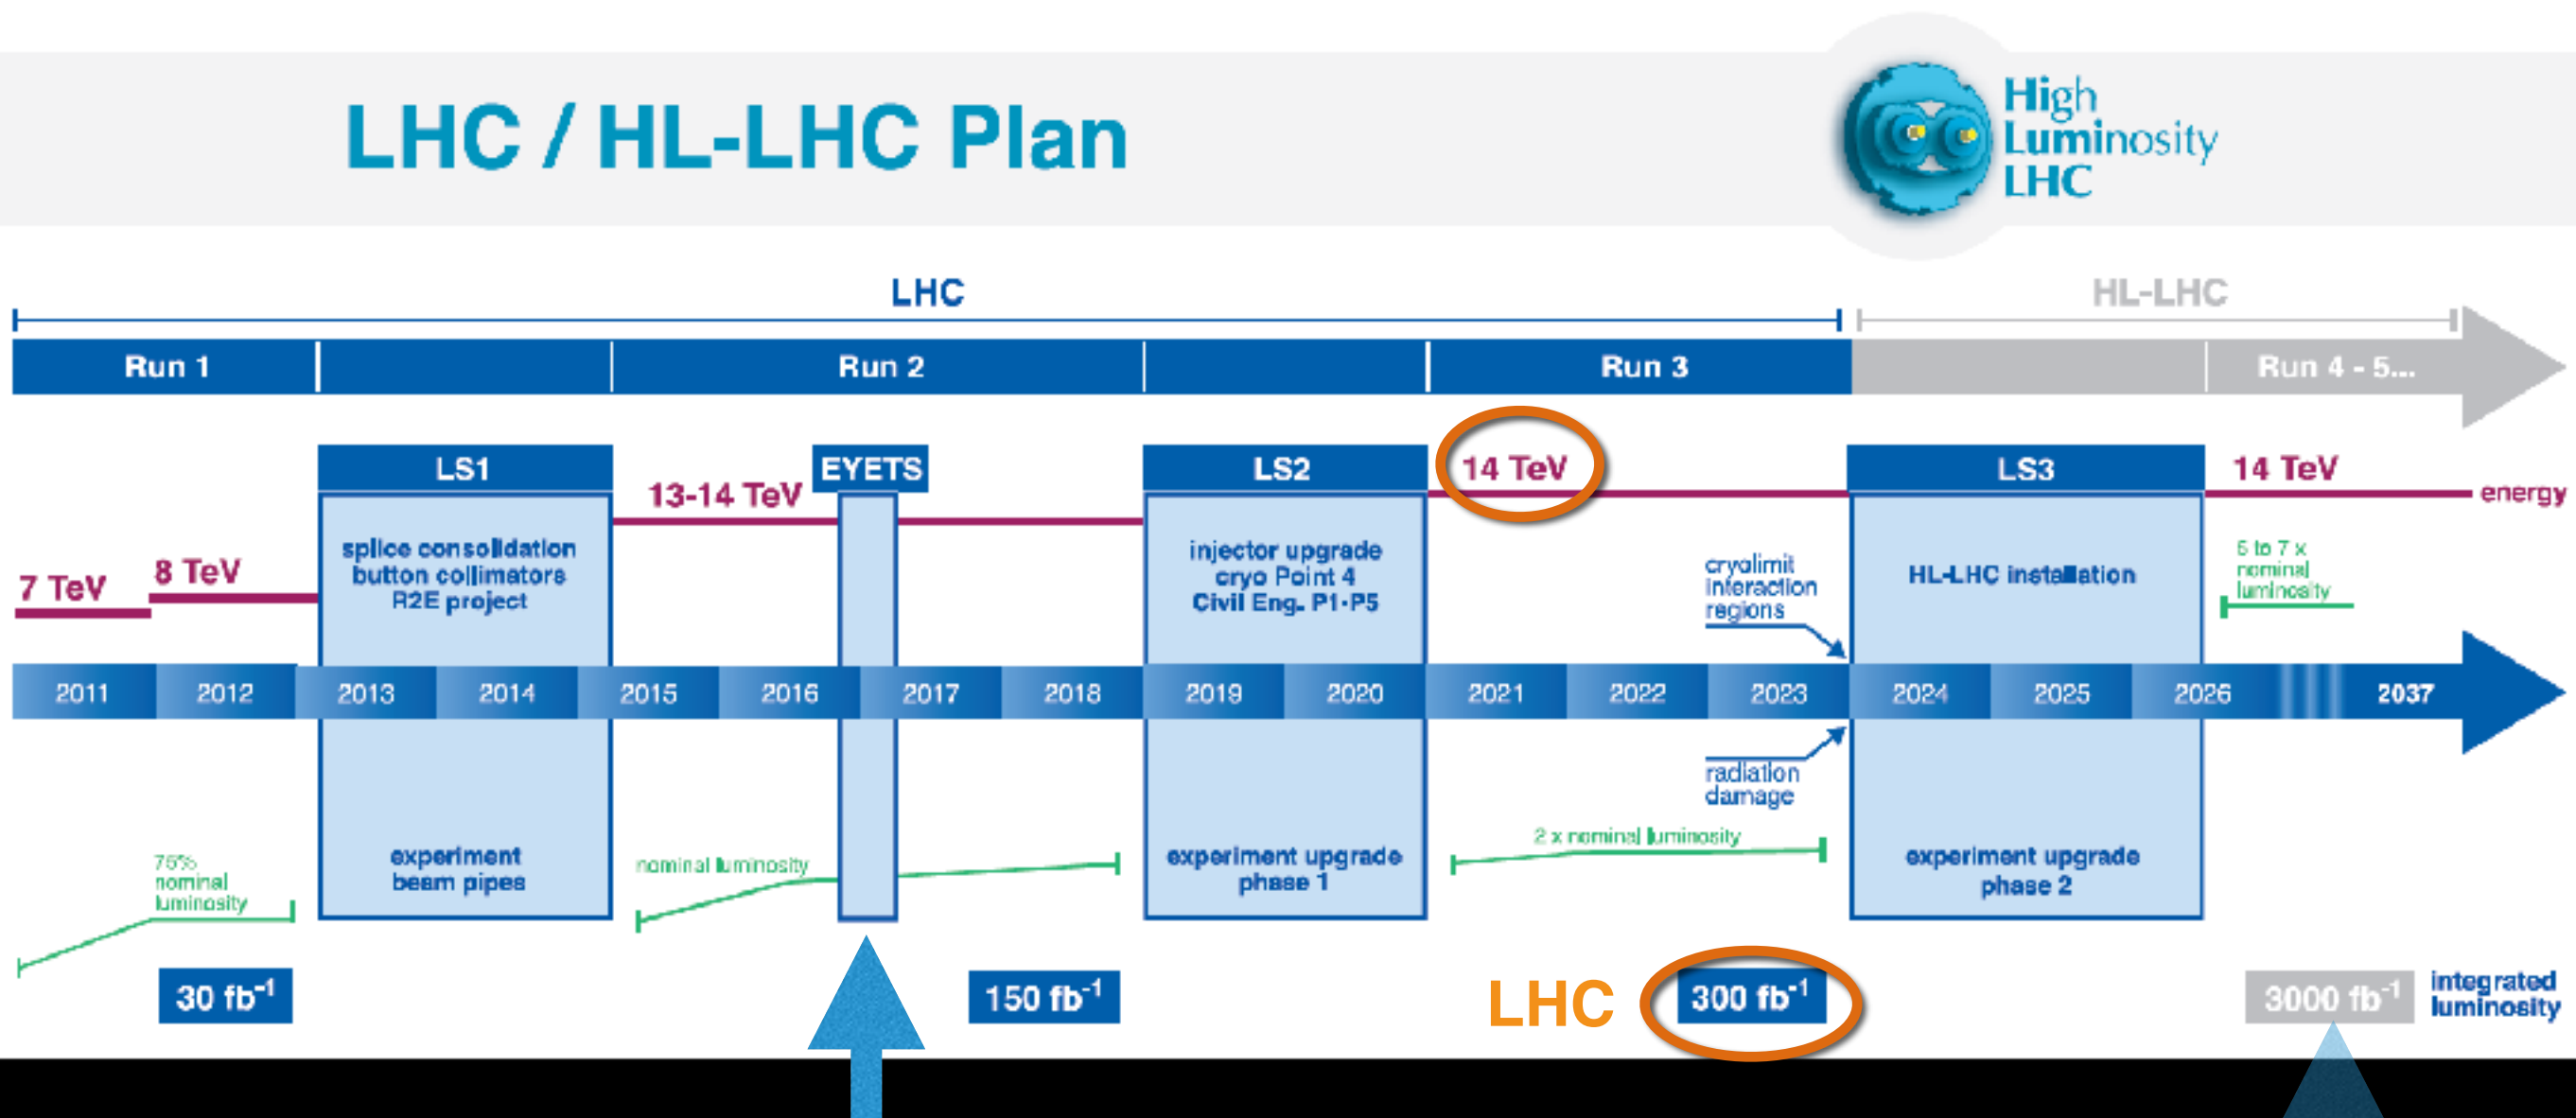 LHC / HL-LHC Plan
High
Luminosity
LHC
LHC
HL-LHC
Run 1
Run 2
Run 3
Run 4 - 5...
LS1
EYETS
LS2
14 TeV
LS3
14 TeV
energy
13-14 TeV
7 TeV
8 TeV
splice consolidation
button collimators
R2E project
injector upgrade
cryo Point 4
Civil Eng. P1-P5
cryolimit
interaction
regions
HL-LHC installation
5 to 7 x
nominal
luminosity
2011
2012
2013
2014
2015
2016
2017
2018
2019
2020
2021
2022
2023
2024
2025
2026
2037
radiation
damage
75%
nominal
luminosity
experiment
beam pipes
nominal luminosity
experiment upgrade
phase 1
2 x nominal luminosity
experiment upgrade
phase 2
30 fb⁻¹
150 fb⁻¹
LHC
300 fb⁻¹
3000 fb⁻¹
integrated
luminosity